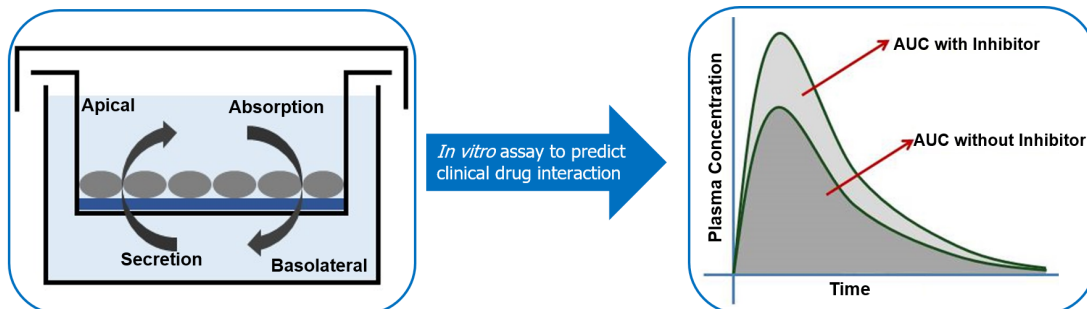 Apical
Absorption
Secretion
Basolateral
In vitro assay to predict
clinical drug interaction
Plasma Concentration
AUC with Inhibitor
AUC without Inhibitor
Time